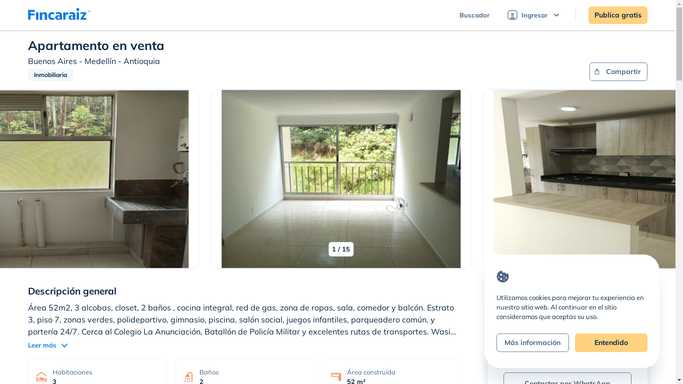 Fincaraiz
Buscador
Ingresar
Publica gratis
Apartamento en venta
Buenos Aires - Medellín - Antioquia
Inmobiliaria
Compartir
1 / 15
Descripción general
Área 52m2, 3 alcobas, closet, 2 baños , cocina integral, red de gas, zona de ropas, sala, comedor y balcón. Estrato
3, piso 7, zonas verdes, polideportivo, gimnasio, piscina, salón social, juegos infantiles, parqueadero común, y
portería 24/7. Cerca al Colegio La Anunciación, Batallón de Policía Militar y excelentes rutas de transportes. Wasi...
Leer más
Habitaciones
3
Baños
2
Área construida
52 m²
Utilizamos cookies para mejorar tu experiencia en
nuestro sitio web. Al continuar en el sitio
consideramos que aceptas su uso.
Más información
Entendido
Contactar por WhatsApp